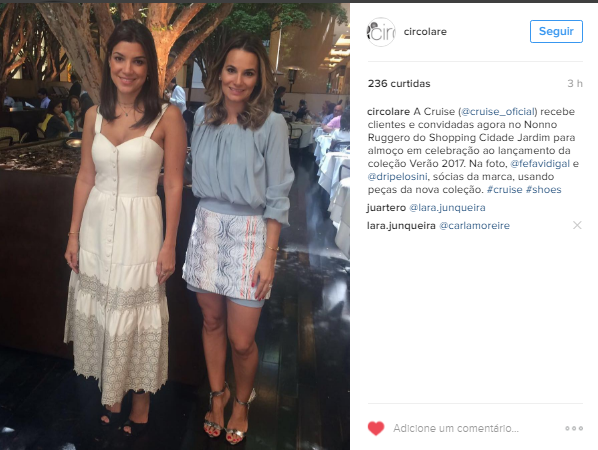 circ
circolare
Seguir
236 curtidas
3 h
circolare A Cruise (@cruise_oficial) recebe
clientes e convidadas agora no Nonno
Ruggero do Shopping Cidade Jardim para
almoço em celebração ao lançamento da
coleção Verão 2017. Na foto, @fefavidigal e
@dripelosini, sócias da marca, usando
peças da nova coleção. #cruise #shoes
juartero @lara.junqueira
lara.junqueira @carlamoreire
Adicione um comentário...